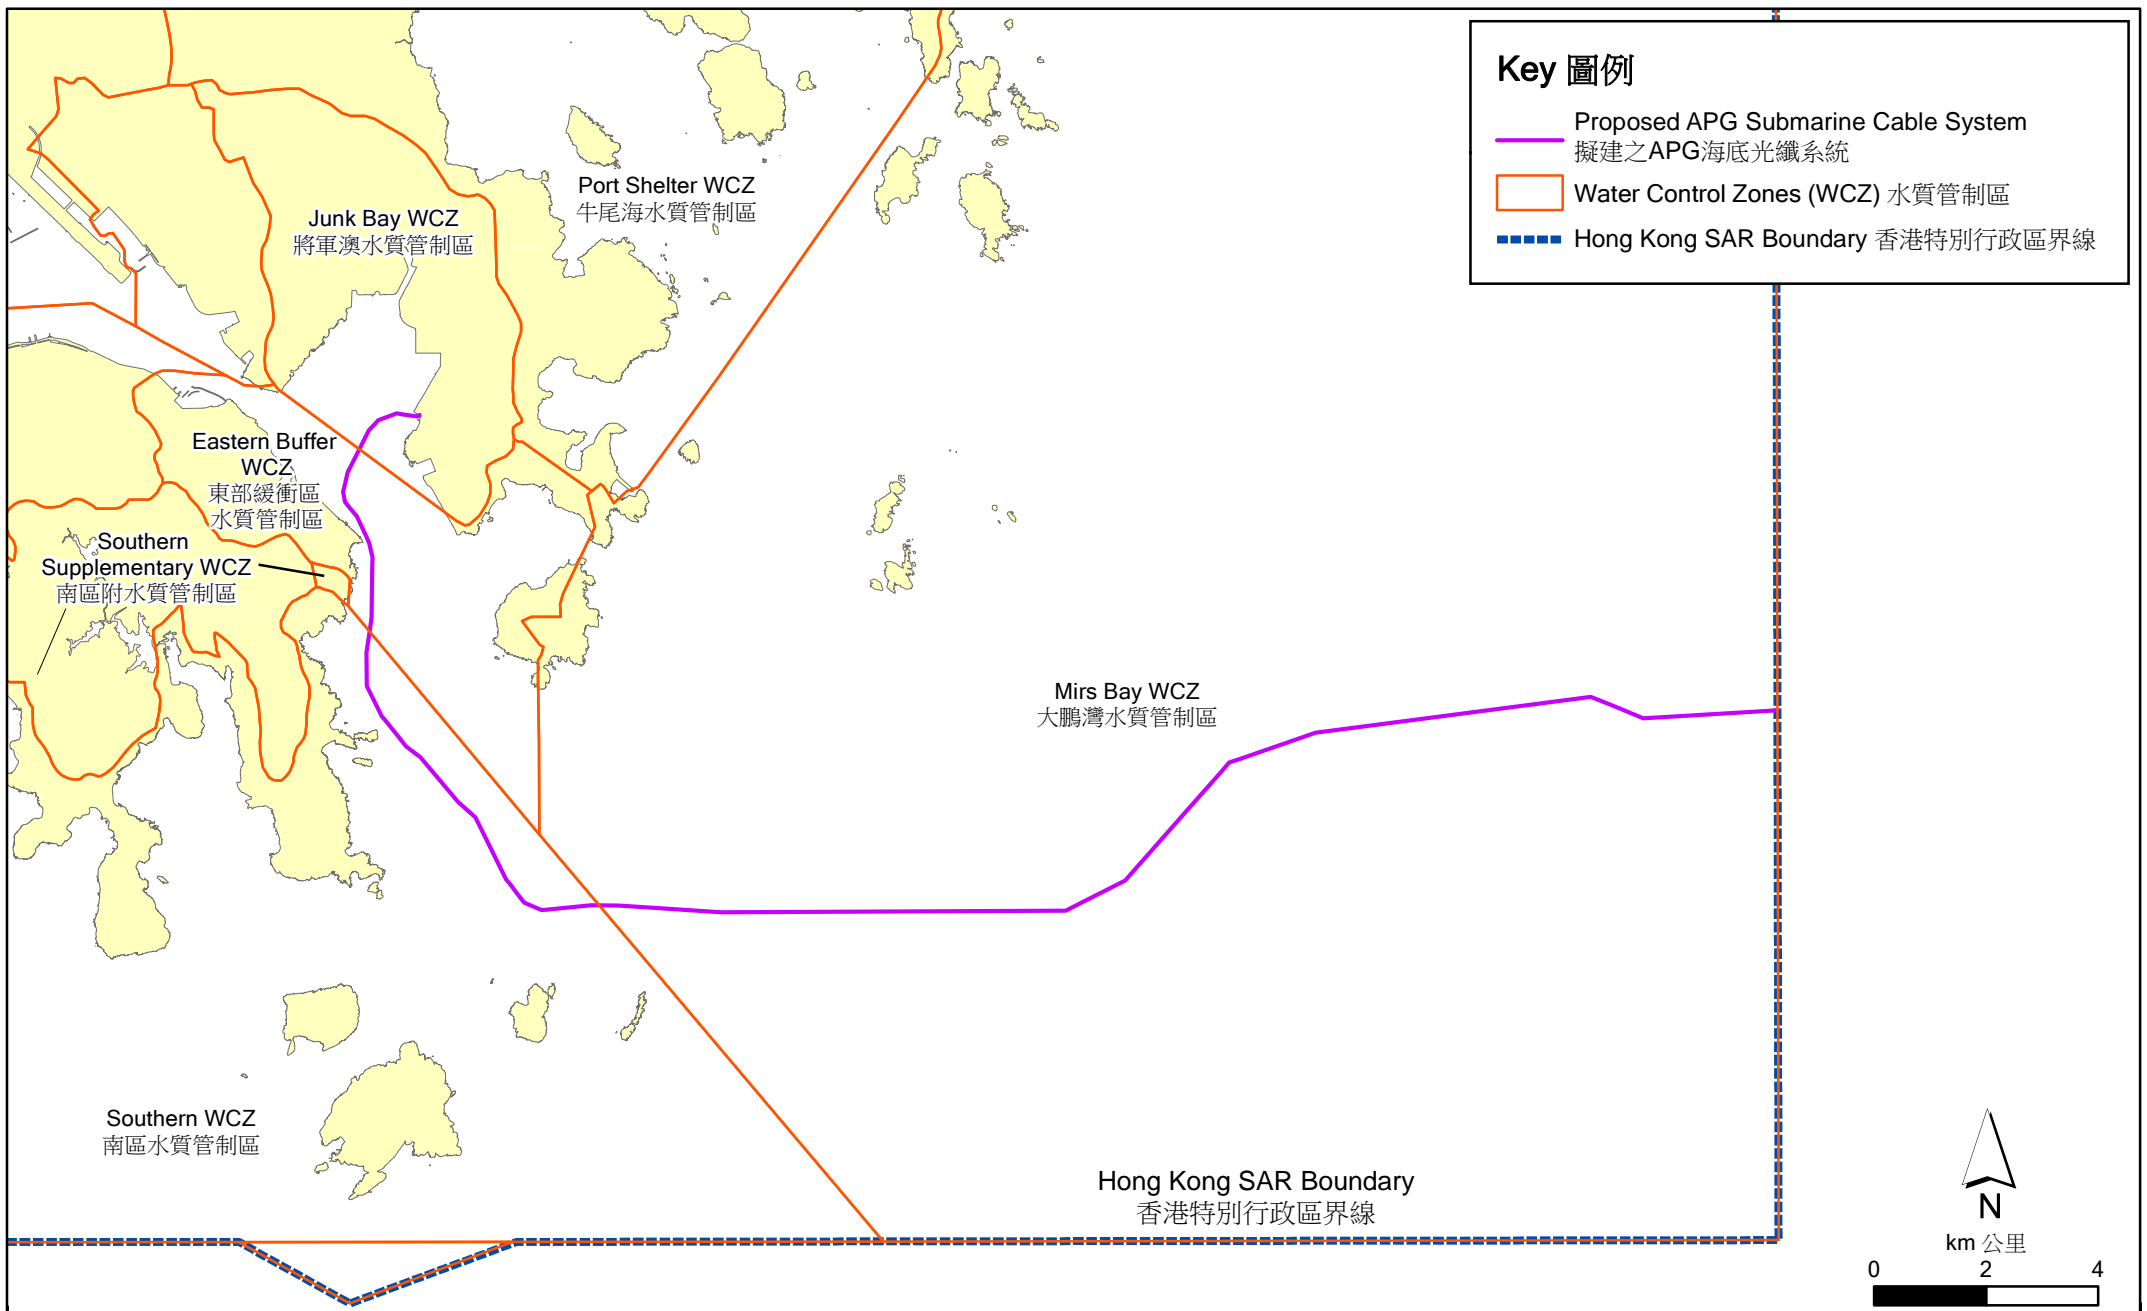 Key 圖例
Proposed APG Submarine Cable System
擬建之APG海底光纖系統
Water Control Zones (WCZ) 水質管制區
Hong Kong SAR Boundary 香港特別行政區界線
Port Shelter WCZ
牛尾海水質管制區
Junk Bay WCZ
將軍澳水質管制區
Eastern Buffer
WCZ
東部緩衝區
水質管制區
Southern
Supplementary WCZ
南區附水質管制區
Mirs Bay WCZ
大鵬灣水質管制區
Southern WCZ
南區水質管制區
Hong Kong SAR Boundary
香港特別行政區界線
N
km 公里
0 2 4